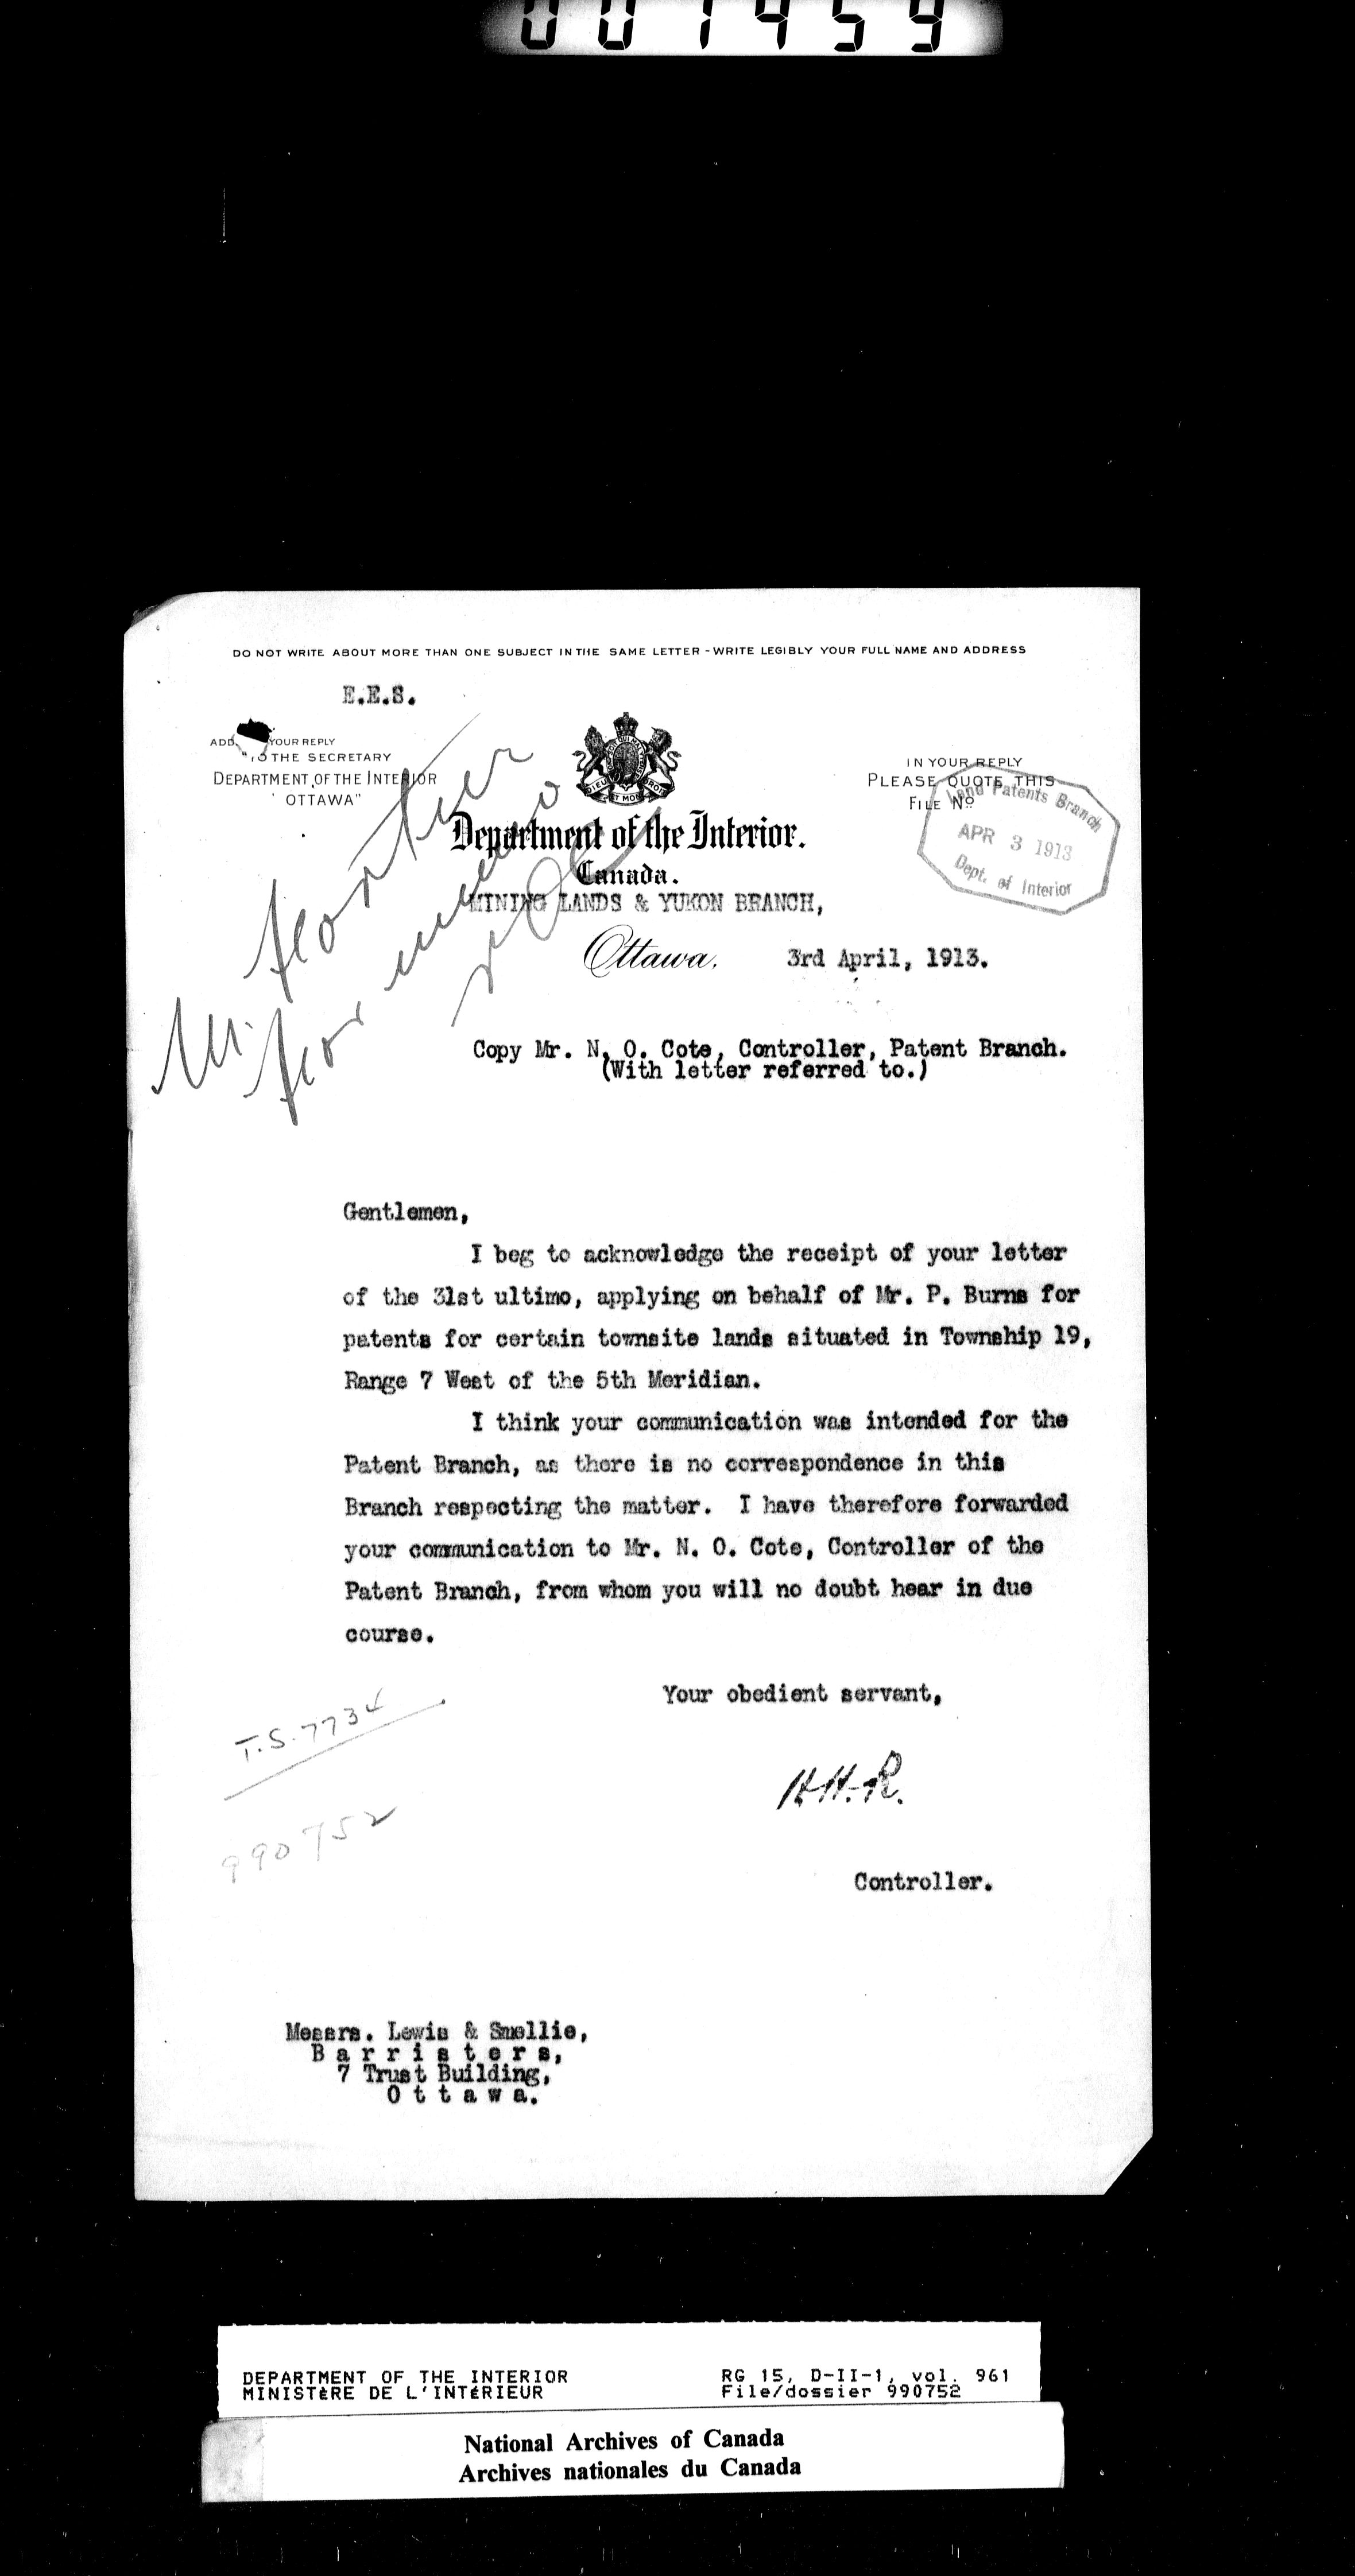 001459
DO NOT WRITE ABOUT MORE THAN ONE SUBJECT IN THE SAME LETTER - WRITE LEGIBLY YOUR FULL NAME AND ADDRESS
E.E.S.
YOUR REPLY
THE SECRETARY
DEPARTMENT OF THE INTERIOR
OTTAWA"
IN YOUR REPLY
PLEASE QUOTE THIS
FILE No
Land Patents Branch
APR 3 1913
Dept. of Interior
DIEU ET MON DROIT
Department of the Interior.
Canada.
MINING LANDS & YUKON BRANCH,
Ottawa, 3rd April, 1913.
Mr.
for memo
Copy Mr. N. O. Cote, Controller, Patent Branch.
(With letter referred to.)
Gentlemen,
I beg to acknowledge the receipt of your letter
of the 31st ultimo, applying on behalf of Mr. P. Burns for
patents for certain townsite lands situated in Township 19,
Range 7 West of the 5th Meridian.
I think your communication was intended for the
Patent Branch, as there is no correspondence in this
Branch respecting the matter. I have therefore forwarded
your communication to Mr. N. O. Cote, Controller of the
Patent Branch, from whom you will no doubt hear in due
course.
Your obedient servant,
T.S. 7734
H.H.R.
990752
Controller.
Messrs. Lewis & Smellie,
Barristers,
7 Trust Building,
Ottawa.
DEPARTMENT OF THE INTERIOR
MINISTÈRE DE L'INTÉRIEUR
RG 15, D-II-1, vol. 961
File/dossier 990752
National Archives of Canada
Archives nationales du Canada